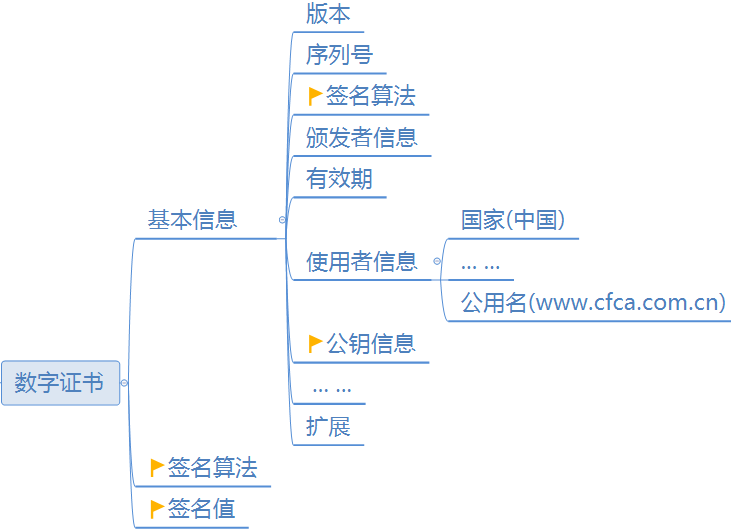 版本
序列号
签名算法
颁发者信息
有效期
基本信息
国家(中国)
使用者信息
... ...
公用名(www.cfca.com.cn)
公钥信息
数字证书
... ...
扩展
签名算法
签名值